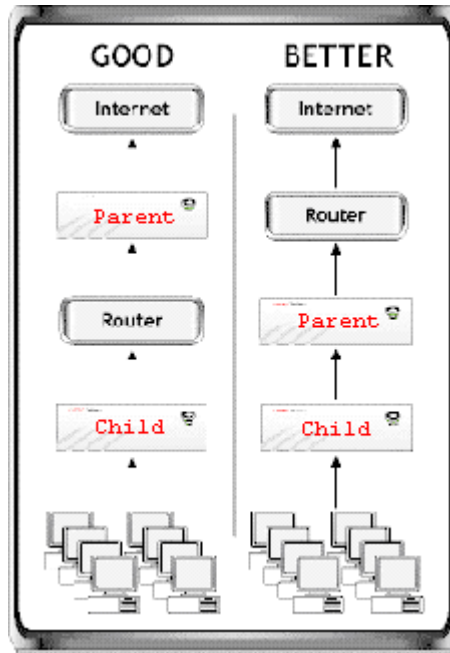 GOOD
Internet
Parent
Router
Child
BETTER
Internet
Router
Parent
Child